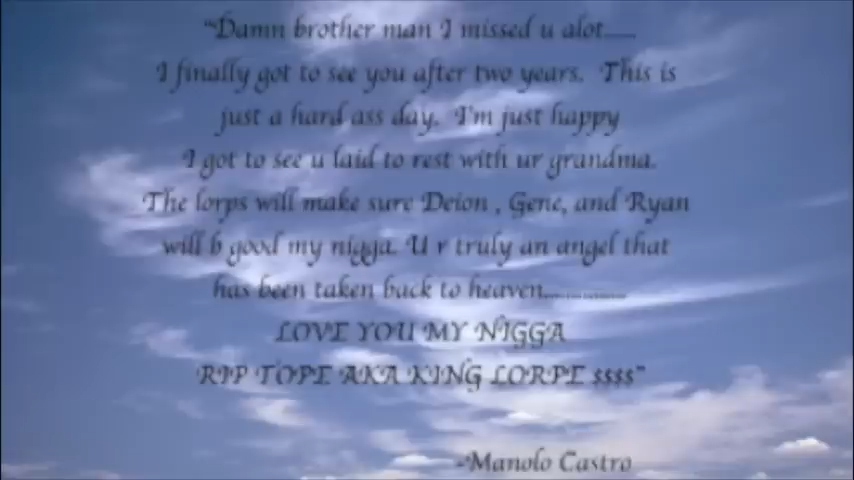 "Damn brother man I missed u alot.....
I finally got to see you after two years. This is
just a hard ass day. I'm just happy
I got to see u laid to rest with ur grandma.
The lorps will make sure Deion , Gene, and Ryan
will b good my nigga. U r truly an angel that
has been taken back to heaven...............
LOVE YOU MY NIGGA
RIP TOPE AKA KING LORPE $$$$"
-Manolo Castro